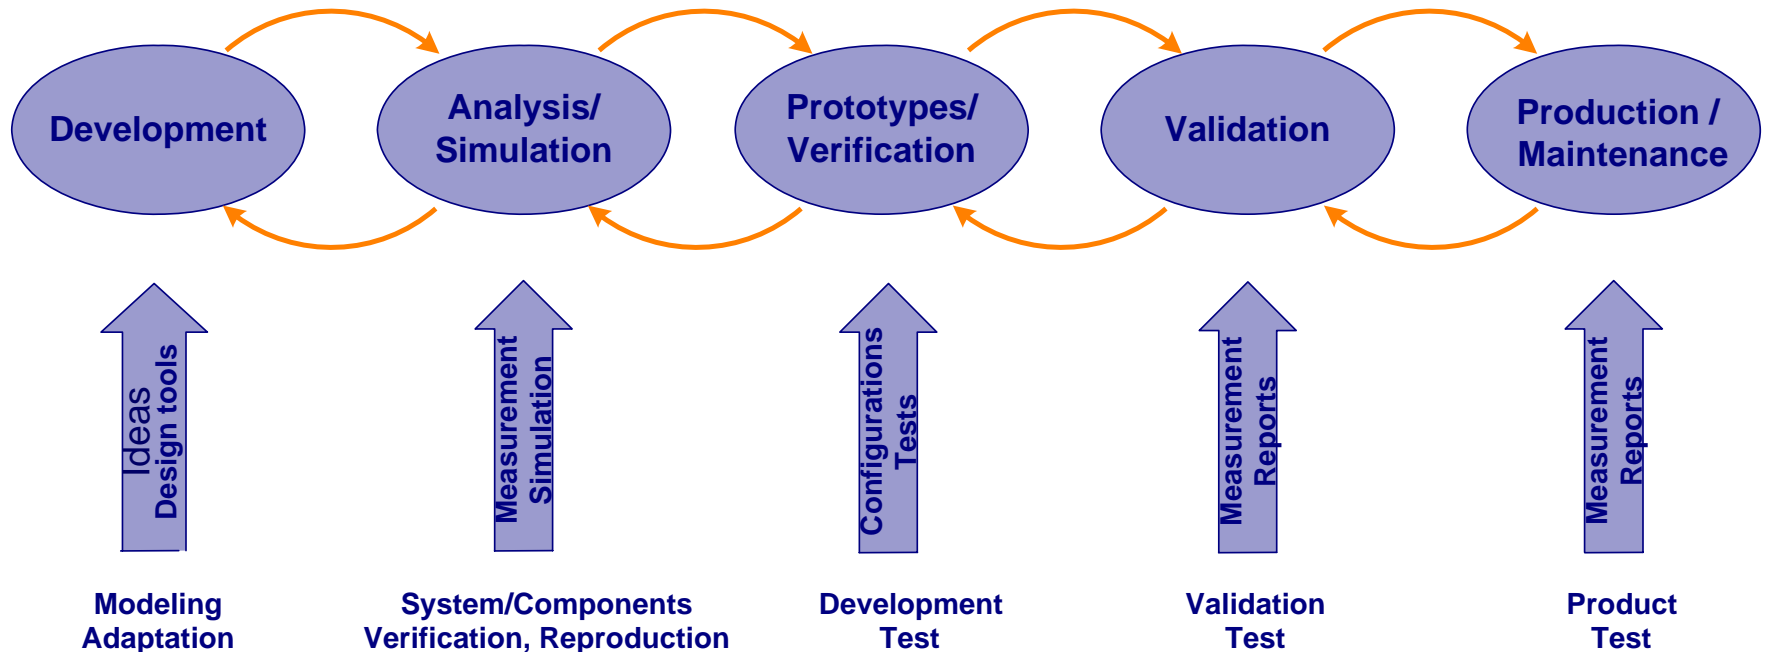 Development
Analysis/
Simulation
Prototypes/
Verification
Validation
Production /
Maintenance
Ideas
Design tools
Measurement
Simulation
Configurations
Tests
Measurement
Reports
Measurement
Reports
Modeling
Adaptation
System/Components
Verification, Reproduction
Development
Test
Validation
Test
Product
Test